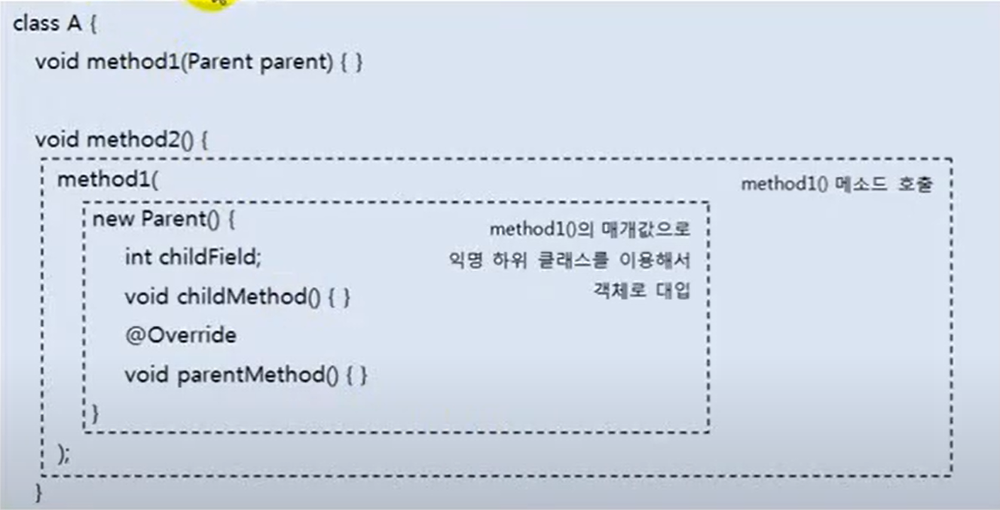 class A {
void method1(Parent parent) { }
void method2() {
method1(
method1() 메소드 호출
new Parent() {
method1()의 매개값으로
int childField;
익명 하위 클래스를 이용해서
객체로 대입
void childMethod() { }
@Override
void parentMethod() { }
}
);
}